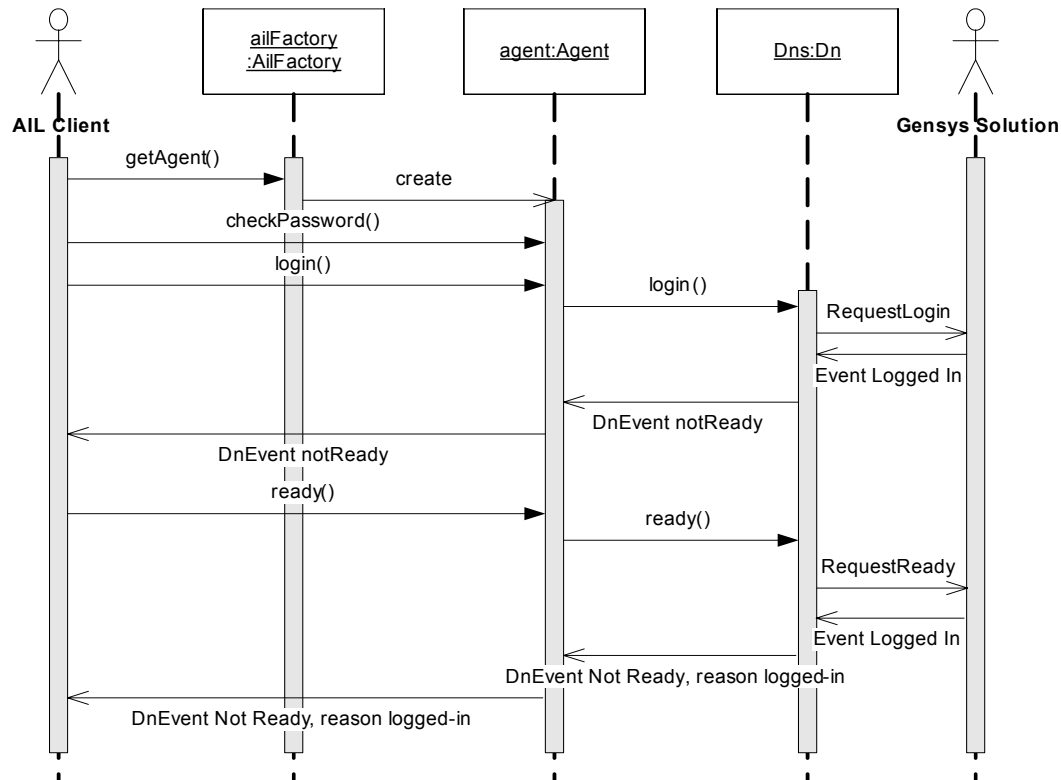 ailFactory
:AilFactory
agent:Agent
Dns:Dn
AIL Client
Gensys Solution
getAgent()
create
checkPassword()
login()
login()
RequestLogin
Event Logged In
DnEvent notReady
DnEvent notReady
ready()
ready()
RequestReady
Event Logged In
DnEvent Not Ready, reason logged-in
DnEvent Not Ready, reason logged-in